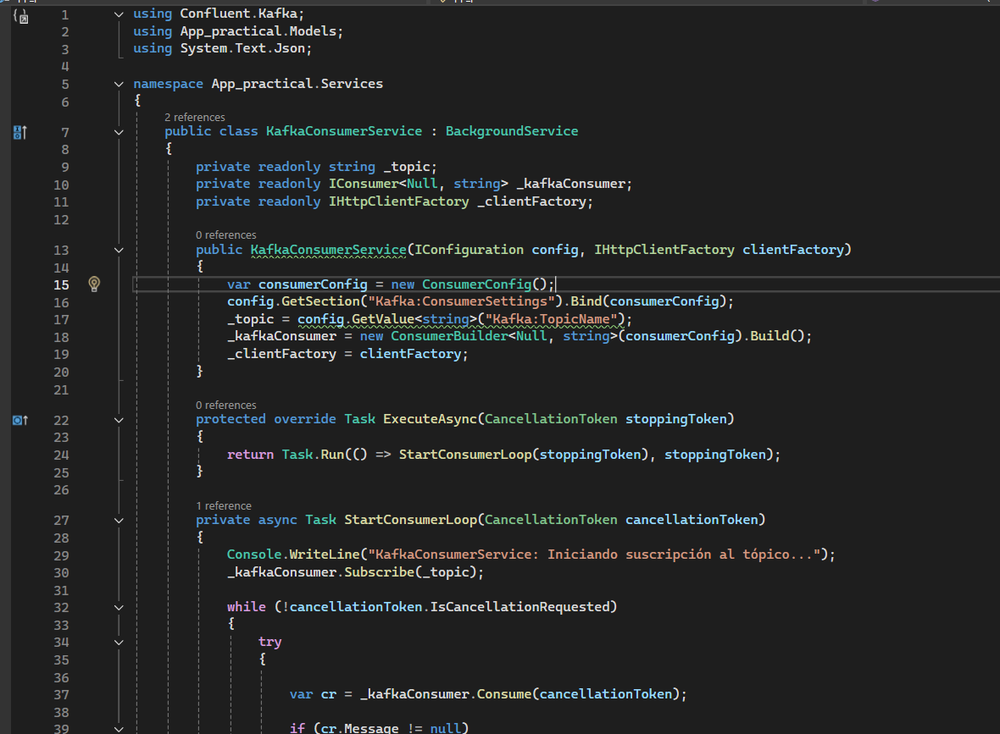 1 using Confluent.Kafka;
2 using App_practical.Models;
3 using System.Text.Json;
4
5 namespace App_practical.Services
6 {
2 references
7 public class KafkaConsumerService : BackgroundService
8 {
9 private readonly string _topic;
10 private readonly IConsumer<Null, string> _kafkaConsumer;
11 private readonly IHttpClientFactory _clientFactory;
12
0 references
13 public KafkaConsumerService(IConfiguration config, IHttpClientFactory clientFactory)
14 {
15 var consumerConfig = new ConsumerConfig();
16 config.GetSection("Kafka:ConsumerSettings").Bind(consumerConfig);
17 _topic = config.GetValue<string>("Kafka:TopicName");
18 _kafkaConsumer = new ConsumerBuilder<Null, string>(consumerConfig).Build();
19 _clientFactory = clientFactory;
20 }
21
0 references
22 protected override Task ExecuteAsync(CancellationToken stoppingToken)
23 {
24 return Task.Run(() => StartConsumerLoop(stoppingToken), stoppingToken);
25 }
26
1 reference
27 private async Task StartConsumerLoop(CancellationToken cancellationToken)
28 {
29 Console.WriteLine("KafkaConsumerService: Iniciando suscripción al tópico...");
30 _kafkaConsumer.Subscribe(_topic);
31
32 while (!cancellationToken.IsCancellationRequested)
33 {
34 try
35 {
36
37 var cr = _kafkaConsumer.Consume(cancellationToken);
38
39 if (cr.Message != null)